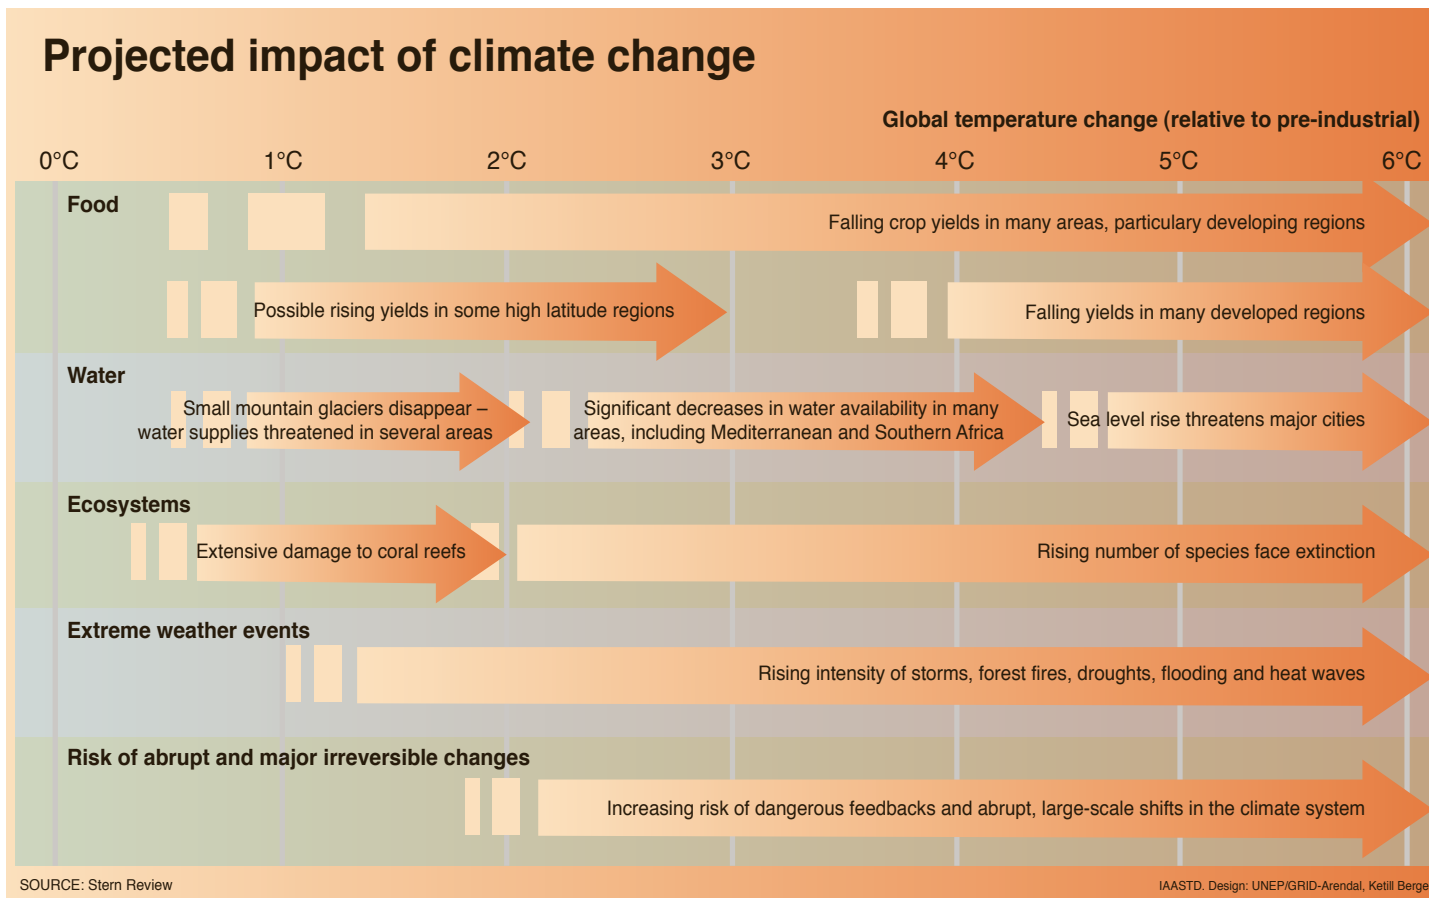 Projected impact of climate change
Global temperature change (relative to pre-industrial)
0°C 1°C 2°C 3°C 4°C 5°C 6°C
Food
Falling crop yields in many areas, particulary developing regions
Possible rising yields in some high latitude regions
Falling yields in many developed regions
Water
Small mountain glaciers disappear –
water supplies threatened in several areas
Significant decreases in water availability in many
areas, including Mediterranean and Southern Africa
Sea level rise threatens major cities
Ecosystems
Extensive damage to coral reefs
Rising number of species face extinction
Extreme weather events
Rising intensity of storms, forest fires, droughts, flooding and heat waves
Risk of abrupt and major irreversible changes
Increasing risk of dangerous feedbacks and abrupt, large-scale shifts in the climate system
SOURCE: Stern Review
IAASTD. Design: UNEP/GRID-Arendal, Ketill Berger